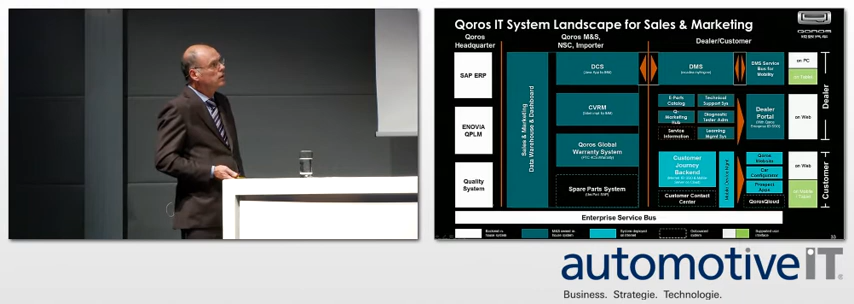 Qoros IT System Landscape for Sales & Marketing
QOROS
Qoros
Headquarter
Qoros M&S,
NSC, Importer
Dealer/Customer
SAP ERP
ENOVIA
QPLM
Quality
System
Sales & Marketing
Data Warehouse & Dashboard
DCS
CVRM
Qoros Global
Warranty System
Spare Parts System
DMS
DMS Service
Bus for
Mobility
E-Parts
Catalog
Technical
Support Sys
Q-
Marketing
Hub
Diagnostic
Tester Adm
Service
Information
Learning
Mgmt Sys
Dealer
Portal
Customer
Journey
Backend
Customer Contact
Center
Qoros
Website
Car
Configurator
Prospect
Apps
QorosQloud
on PC
on Tablet
on Web
on Web
Dealer
Customer
Enterprise Service Bus
automotiveiT
Business. Strategie. Technologie.